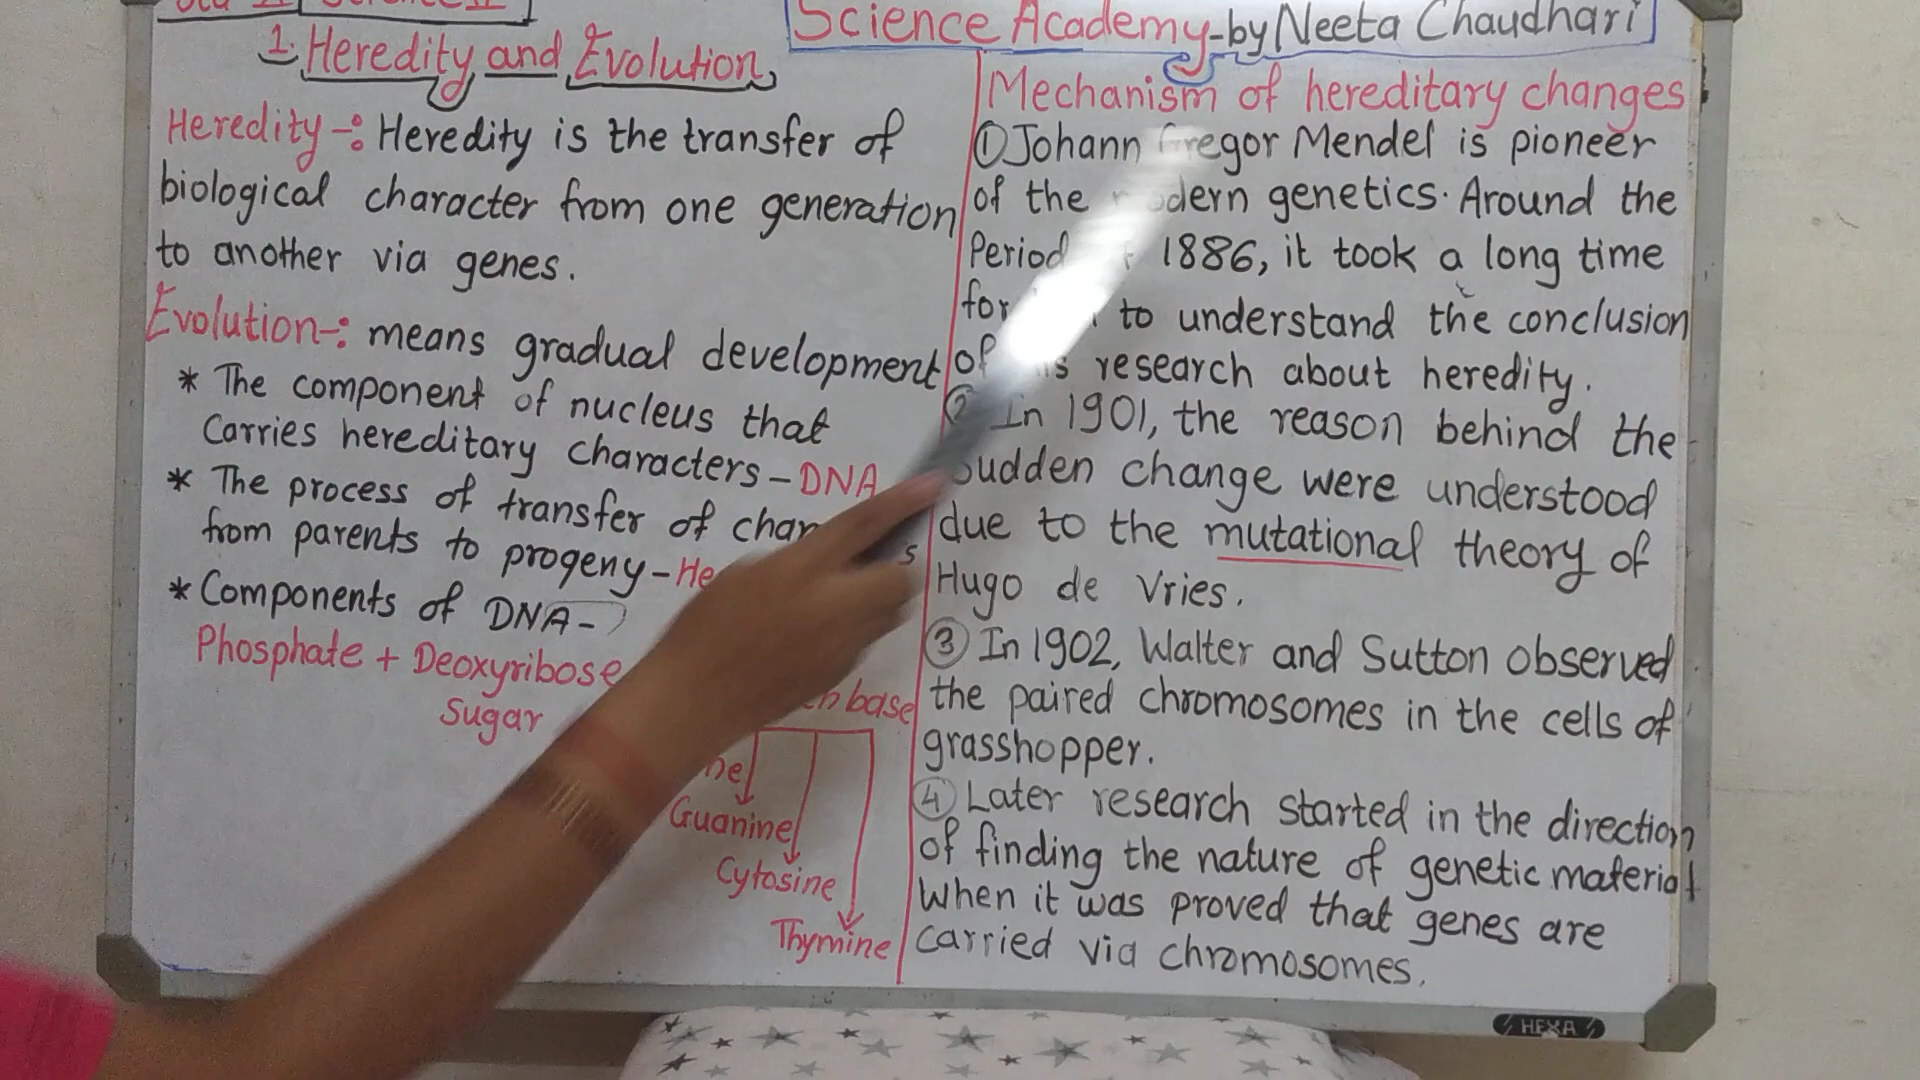 Science Academy-by Neeta Chaudhari
1. Heredity and Evolution
Heredity -: Heredity is the transfer of
biological character from one generation
to another via genes.
Evolution-: means gradual development
* The component of nucleus that
carries hereditary characters - DNA
* The process of transfer of
from parents to progeny -
* Components of DNA -
Phosphate + Deoxyribose
Sugar
base
Guanine
Cytosine
Thymine
Mechanism of hereditary changes
① Johann Gregor Mendel is pioneer
of the modern genetics. Around the
Period 1886, it took a long time
for to understand the conclusion
of research about heredity.
② In 1901, the reason behind the
Sudden change were understood
due to the mutational theory of
Hugo de Vries.
③ In 1902, Walter and Sutton observed
the paired chromosomes in the cells of
grasshopper.
④ Later research started in the direction
of finding the nature of genetic material
When it was proved that genes are
carried via chromosomes.
HEXA